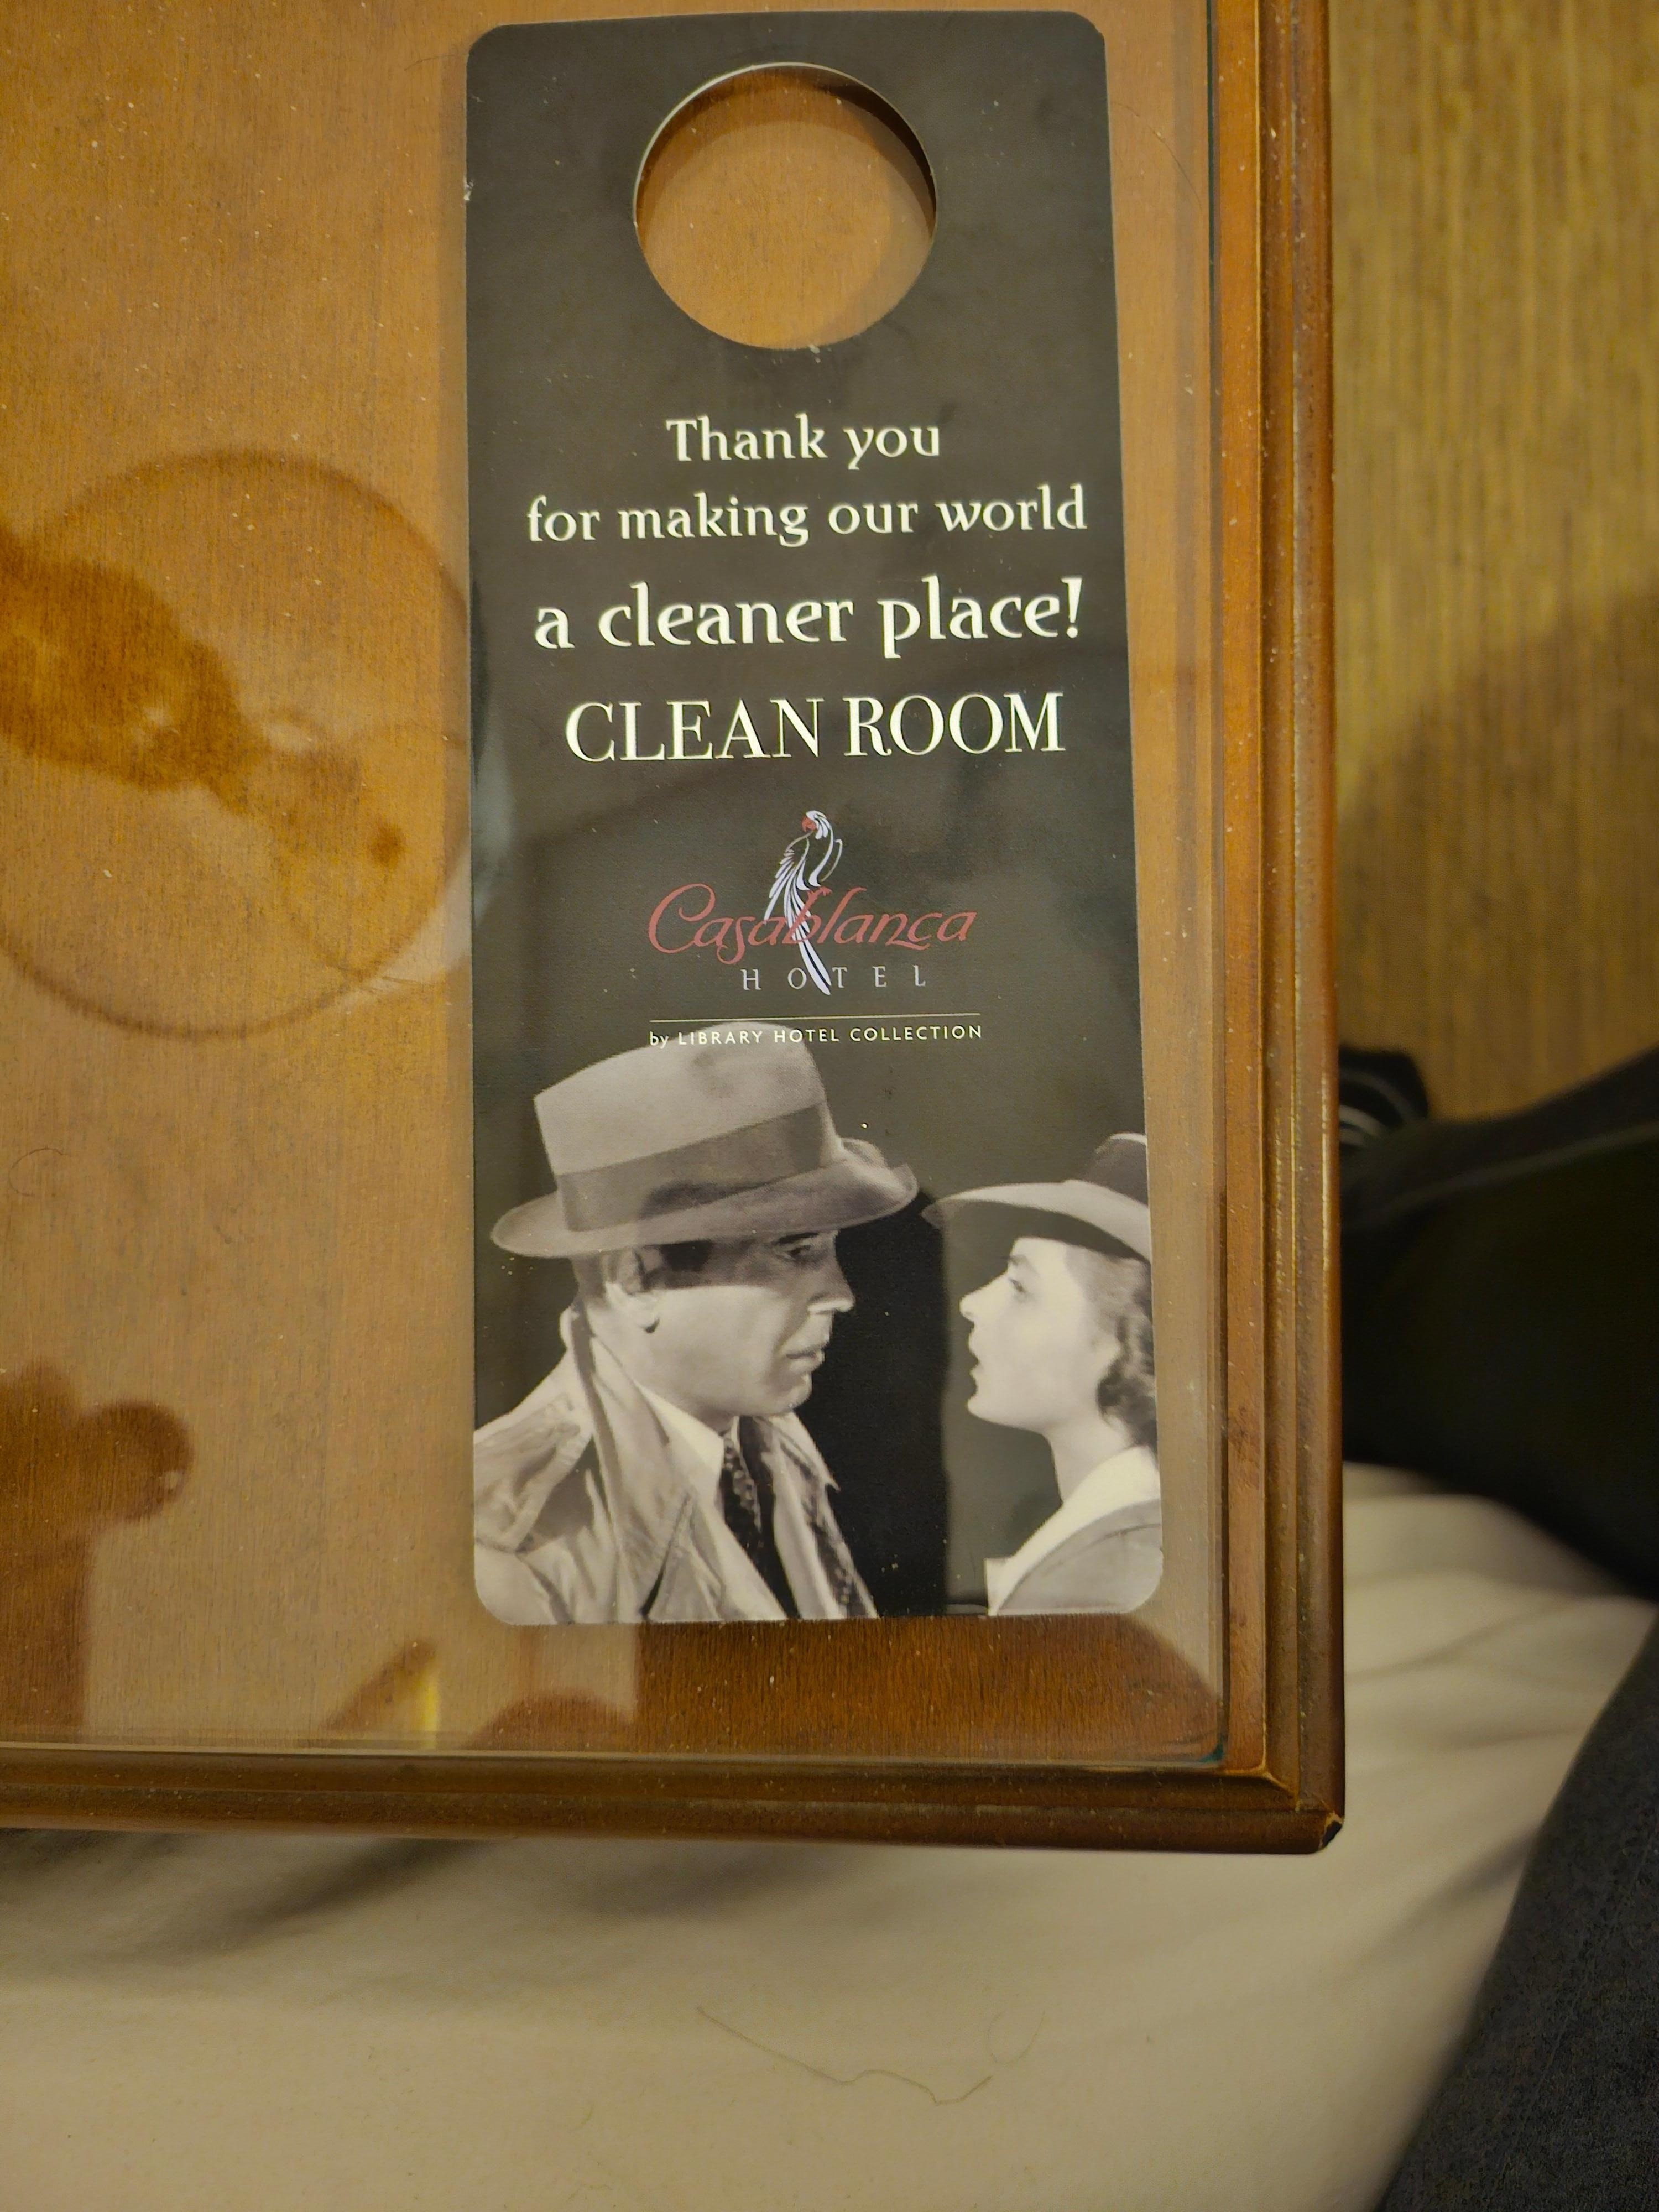 Thank you
for making our world
a cleaner place!
CLEAN ROOM
Casablanca
HOTEL
by LIBRARY HOTEL COLLECTION